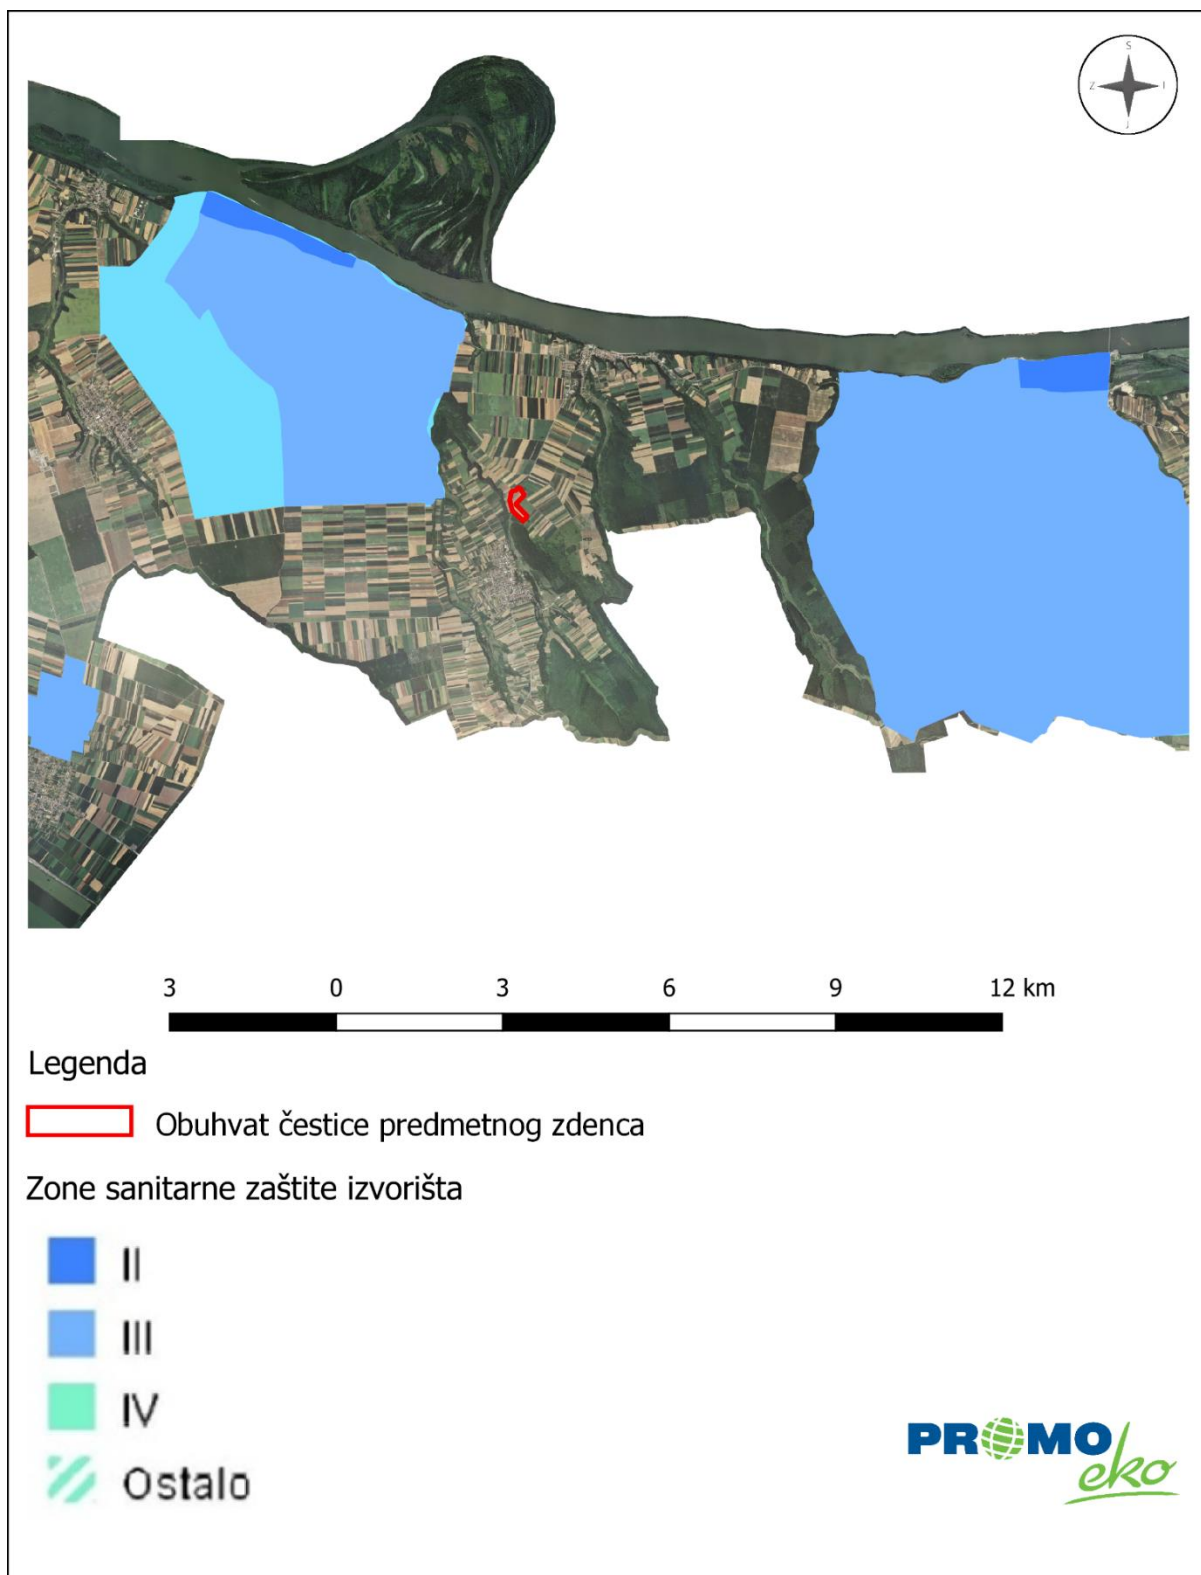 S
Z I
J
3 0 3 6 9 12 km
Legenda
Obuhvat čestice predmetnog zdenca
Zone sanitarne zaštite izvorišta
II
III
IV
Ostalo
PROMO
eko